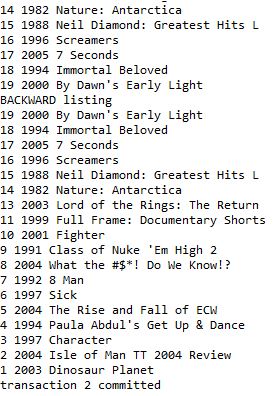 14 1982 Nature: Antarctica
15 1988 Neil Diamond: Greatest Hits L
16 1996 Screamers
17 2005 7 Seconds
18 1994 Immortal Beloved
19 2000 By Dawn's Early Light
BACKWARD listing
19 2000 By Dawn's Early Light
18 1994 Immortal Beloved
17 2005 7 Seconds
16 1996 Screamers
15 1988 Neil Diamond: Greatest Hits L
14 1982 Nature: Antarctica
13 2003 Lord of the Rings: The Return
11 1999 Full Frame: Documentary Shorts
10 2001 Fighter
9 1991 Class of Nuke 'Em High 2
8 2004 What the #$*! Do We Know!?
7 1992 8 Man
6 1997 Sick
5 2004 The Rise and Fall of ECW
4 1994 Paula Abdul's Get Up & Dance
3 1997 Character
2 2004 Isle of Man TT 2004 Review
1 2003 Dinosaur Planet
transaction 2 committed